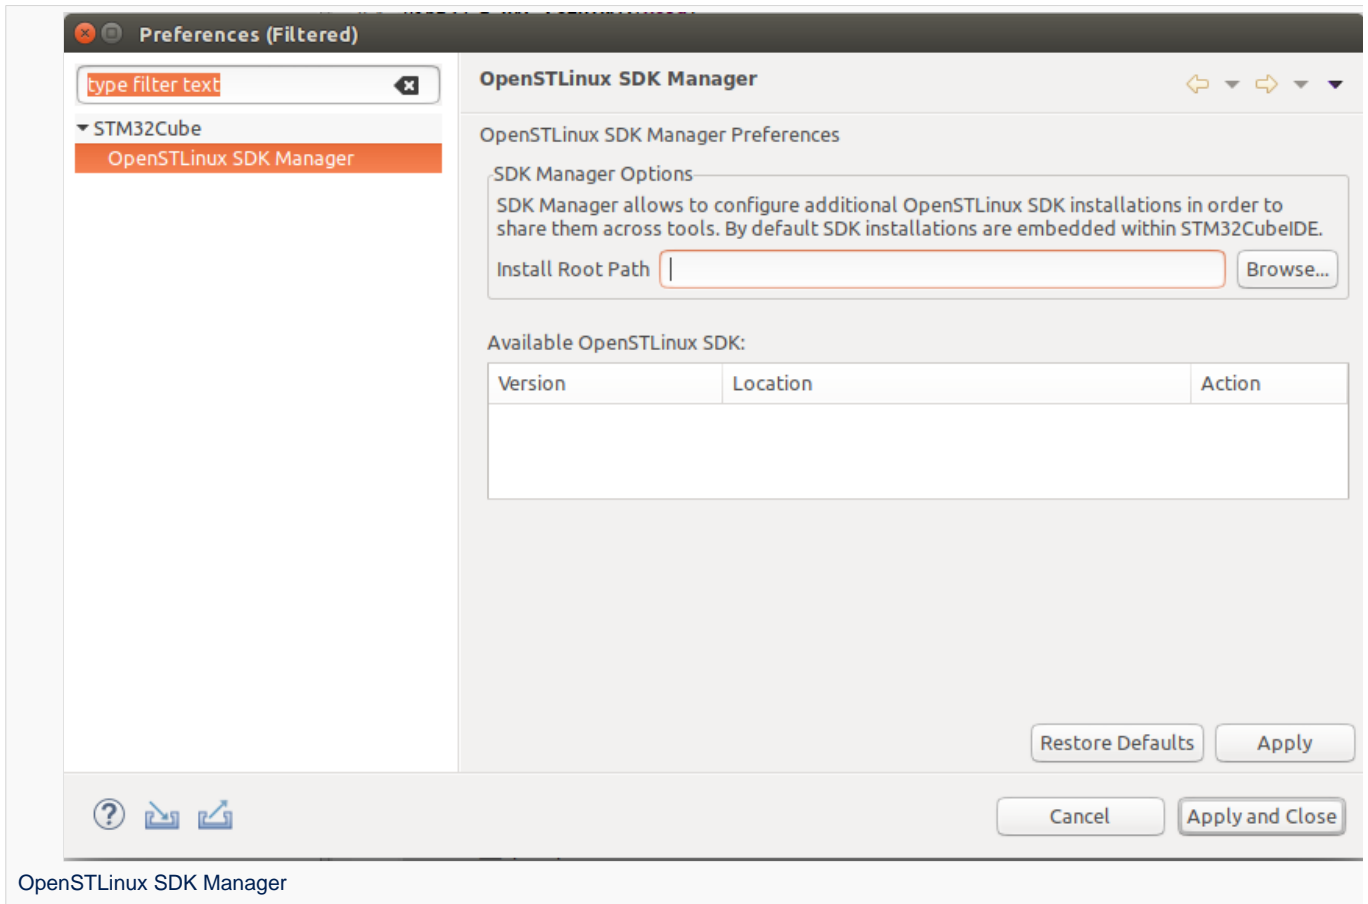 Preferences (Filtered)
type filter text
STM32Cube
OpenSTLinux SDK Manager
OpenSTLinux SDK Manager
OpenSTLinux SDK Manager Preferences
SDK Manager Options
SDK Manager allows to configure additional OpenSTLinux SDK installations in order to
share them across tools. By default SDK installations are embedded within STM32CubeIDE.
Install Root Path
Browse...
Available OpenSTLinux SDK:
Version Location Action
Restore Defaults Apply
Cancel Apply and Close
OpenSTLinux SDK Manager